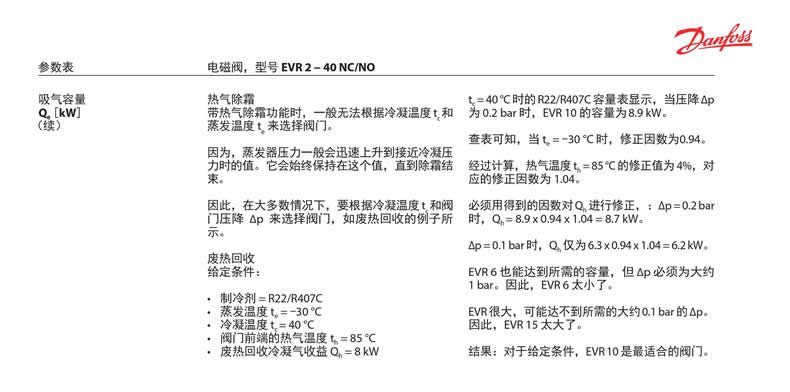 Danfoss
参数表
电磁阀，型号 EVR 2 – 40 NC/NO
吸气容量
Qe [kW]
（续）
热气除霜
带热气除霜功能时，一般无法根据冷凝温度 tc 和
蒸发温度 te 来选择阀门。
因为，蒸发器压力一般会迅速上升到接近冷凝压
力时的值。它会始终保持在这个值，直到除霜结
束。
因此，在大多数情况下，要根据冷凝温度 tc 和阀
门压降 Δp 来选择阀门，如废热回收的例子所
示。
废热回收
给定条件：
• 制冷剂 = R22/R407C
• 蒸发温度 te = −30 °C
• 冷凝温度 tc = 40 °C
• 阀门前端的热气温度 th = 85 °C
• 废热回收冷凝气收益 Qh = 8 kW
tc = 40 °C 时的 R22/R407C 容量表显示，当压降 Δp
为 0.2 bar 时，EVR 10 的容量为 8.9 kW。
查表可知，当 te = −30 °C 时，修正因数为0.94。
经过计算，热气温度 th = 85 °C 的修正值为 4%，对
应的修正因数为 1.04。
必须用得到的因数对 Qh 进行修正，：Δp = 0.2 bar
时，Qh = 8.9 x 0.94 x 1.04 = 8.7 kW。
Δp = 0.1 bar 时，Qh 仅为 6.3 x 0.94 x 1.04 = 6.2 kW。
EVR 6 也能达到所需的容量，但 Δp 必须为大约
1 bar。因此，EVR 6 太小了。
EVR 很大，可能达不到所需的大约 0.1 bar 的 Δp。
因此，EVR 15 太大了。
结果：对于给定条件，EVR 10 是最适合的阀门。